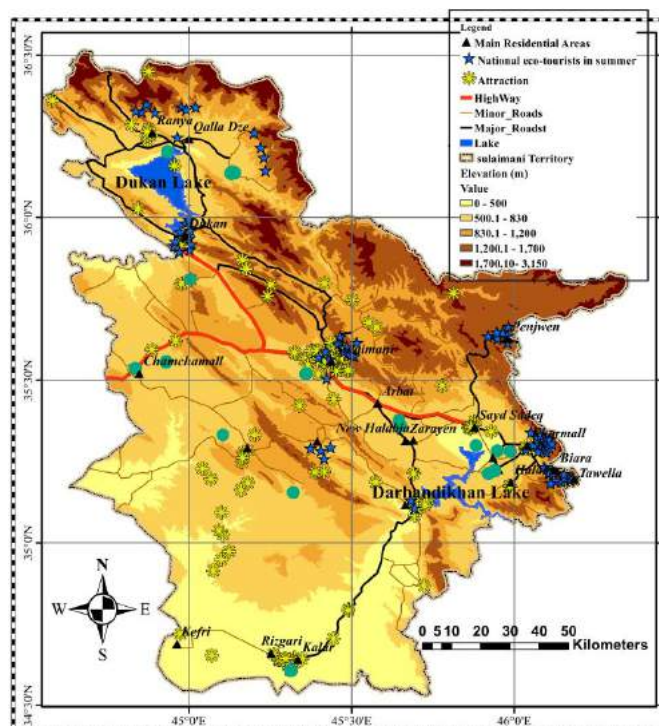 Legend
Main Residential Areas
National eco-tourists in summer
Attraction
HighWay
Minor_Roads
Major_Roadst
Lake
sulaimani Territory
Elevation (m)
Value
0 - 500
500.1 - 830
830.1 - 1,200
1,200.1 - 1,700
1,700.10- 3,150
36°30'N
36°0'N
35°30'N
35°0'N
34°30'N
Ranya
Qalla Dze
Dukan Lake
Dukan
Penjwen
Chamchamall
Arbat
New Halabja
Zarayen
Sayd Sadeq
Biara
Tawella
Darbandikhan Lake
N
W
E
S
Kefri
Rizgari
Kalar
0 5 10 20 30 40 50
Kilometers
45°0'E
45°30'E
46°0'E